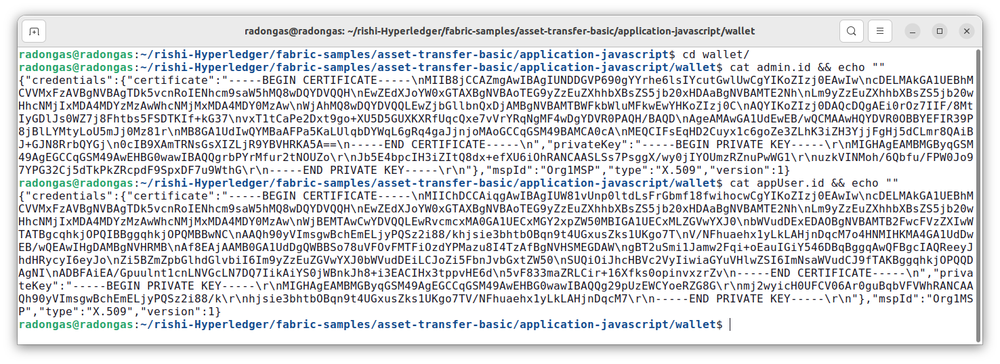 radongas@radongas: ~/rishi-Hyperledger/fabric-samples/asset-transfer-basic/application-javascript/wallet
radongas@radongas:~/rishi-Hyperledger/fabric-samples/asset-transfer-basic/application-javascript$ cd wallet/
radongas@radongas:~/rishi-Hyperledger/fabric-samples/asset-transfer-basic/application-javascript/wallet$ cat admin.id && echo ""
{"credentials":{"certificate":"-----BEGIN CERTIFICATE-----\nMIIB8jCCAZmgAwIBAgIUNDDGVP690gYYrhe6lsIYcutGwlUwCgYIKoZIzj0EAwIw\ncDELMAkGA1UEBhM
CVVMxFzAVBgNVBAgTDk5vcnRoIENhcm9saW5hMQ8wDQYDVQQH\nEwZEdXJoYW0xGTAXBgNVBAoTEG9yZzEuZXhhbXBsZS5jb20xHDAaBgNVBAMTE2Nh\nLm9yZzEuZXhhbXBsZS5jb20w
HhcNMjIxMDA4MDYzMzAwWhcNMjMxMDA4MDY0MzAw\nWjAhMQ8wDQYDVQQLEwZjbGllbnQxDjAMBgNVBAMTBWFkbWluMFkwEwYHKoZIzj0C\nAQYIKoZIzj0DAQcDQgAEi0rOz7IIF/8Mt
IyGDlJs0WZ7j8Fhtbs5FSDTKIf+kG37\nvxT1tCaPe2Dxt9go+XU5D5GUXKXRfUqcQxe7vVrYRqNgMF4wDgYDVR0PAQH/BAQD\nAgeAMAwGA1UdEwEB/wQCMAAwHQYDVR0OBBYEFIR39P
8jBlLYMtyLoU5mJj0Mz81r\nMB8GA1UdIwQYMBaAFPa5KaLUlqbDYWqL6gRq4gaJjnjoMAoGCCqGSM49BAMCA0cA\nMEQCIFsEqHD2Cuyx1c6goZe3ZLhK3iZH3YjjFgHj5dCLmr8QAiB
J+GJN8RrbQYGj\n0cIB9XAmTRNsGsXIZLjR9YBVHRKA5A==\n-----END CERTIFICATE-----\n","privateKey":"-----BEGIN PRIVATE KEY-----\r\nMIGHAgEAMBMGByqGSM
49AgEGCCqGSM49AwEHBG0wawIBAQQgrbPYrMfur2tNOUZo\r\nJb5E4bpcIH3iZItQ8dx+efXU6iOhRANCAASLSs7PsggX/wy0jIYOUmzRZnuPwWG1\r\nuzkVINMoh/6Qbfu/FPW0Jo9
7YPG32Cj5dTkPkZRcpdF9SpxDF7u9WthG\r\n-----END PRIVATE KEY-----\r\n"},"mspId":"Org1MSP","type":"X.509","version":1}
radongas@radongas:~/rishi-Hyperledger/fabric-samples/asset-transfer-basic/application-javascript/wallet$ cat appUser.id && echo ""
{"credentials":{"certificate":"-----BEGIN CERTIFICATE-----\nMIIChDCCAiqgAwIBAgIUW81vUnp0ltdLsFrGbmf18fwihocwCgYIKoZIzj0EAwIw\ncDELMAkGA1UEBhM
CVVMxFzAVBgNVBAgTDk5vcnRoIENhcm9saW5hMQ8wDQYDVQQH\nEwZEdXJoYW0xGTAXBgNVBAoTEG9yZzEuZXhhbXBsZS5jb20xHDAaBgNVBAMTE2Nh\nLm9yZzEuZXhhbXBsZS5jb20w
HhcNMjIxMDA4MDYzMzAwWhcNMjMxMDA4MDY0MzAw\nWjBEMTAwCwYDVQQLEwRvcmcxMA0GA1UECxMGY2xpZW50MBIGA1UECxMLZGVwYXJ0\nbWVudDExEDAOBgNVBAMTB2FwcFVzZXIwW
TATBgcqhkjOPQIBBggqhkjOPQMBBwNC\nAAQh90yVImsgwBchEmELjyPQSz2i88/khjsie3bhtbOBqn9t4UGxusZks1UKgo7T\nV/NFhuaehx1yLkLAHjnDqcM7o4HNMIHKMA4GA1UdDw
EB/wQEAwIHgDAMBgNVHRMB\nAf8EAjAAMB0GA1UdDgQWBBSo78uVFOvFMTFiOzdYPMazu8I4TzAfBgNVHSMEGDAW\ngBT2uSmi1Jamw2Fqi+oEauIGiY546DBqBggqAwQFBgcIAQReeyJ
hdHRycyI6eyJo\nZi5BZmZpbGlhdGlvbiI6Im9yZzEuZGVwYXJ0bWVudDEiLCJoZi5FbnJvbGxtZW50\nSUQiOiJhcHBVc2VyIiwiaGYuVHlwZSI6ImNsaWVudCJ9fTAKBggqhkjOPQQD
AgNI\nADBFAiEA/Gpuulnt1cnLNVGcLN7DQ7IikAiYS0jWBnkJh8+i3EACIHx3tppvHE6d\n5vF833maZRLCir+16Xfks0opinvxzrZv\n-----END CERTIFICATE-----\n","priva
teKey":"-----BEGIN PRIVATE KEY-----\r\nMIGHAgEAMBMGByqGSM49AgEGCCqGSM49AwEHBG0wawIBAQQg29pUzEWCYoeRZG8G\r\nmj2wyicH0UFCV06Ar0guBqbVFVWhRANCAA
Qh90yVImsgwBchEmELjyPQSz2i88/k\r\nhjsie3bhtbOBqn9t4UGxusZks1UKgo7TV/NFhuaehx1yLkLAHjnDqcM7\r\n-----END PRIVATE KEY-----\r\n"},"mspId":"Org1MS
P","type":"X.509","version":1}
radongas@radongas:~/rishi-Hyperledger/fabric-samples/asset-transfer-basic/application-javascript/wallet$